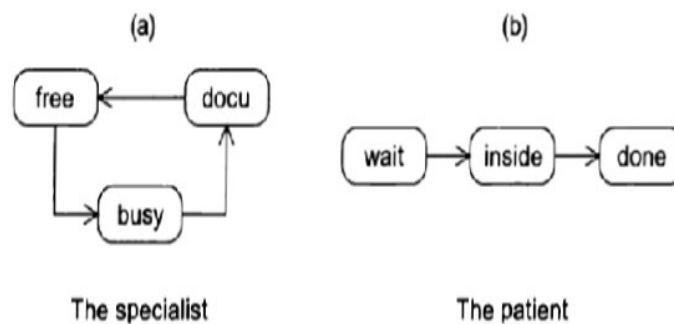 (a)
free
docu
busy
The specialist
(b)
wait
inside
done
The patient